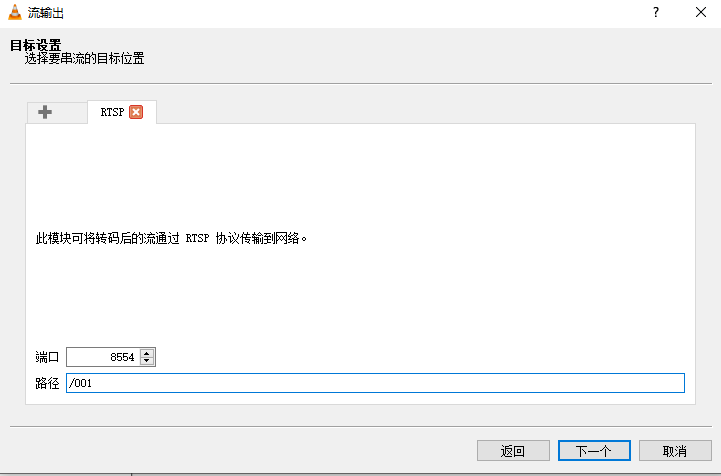 流输出
目标设置
选择要串流的目标位置
RTSP
此模块可将转码后的流通过 RTSP 协议传输到网络。
端口 8554
路径 /001
返回 下一个 取消